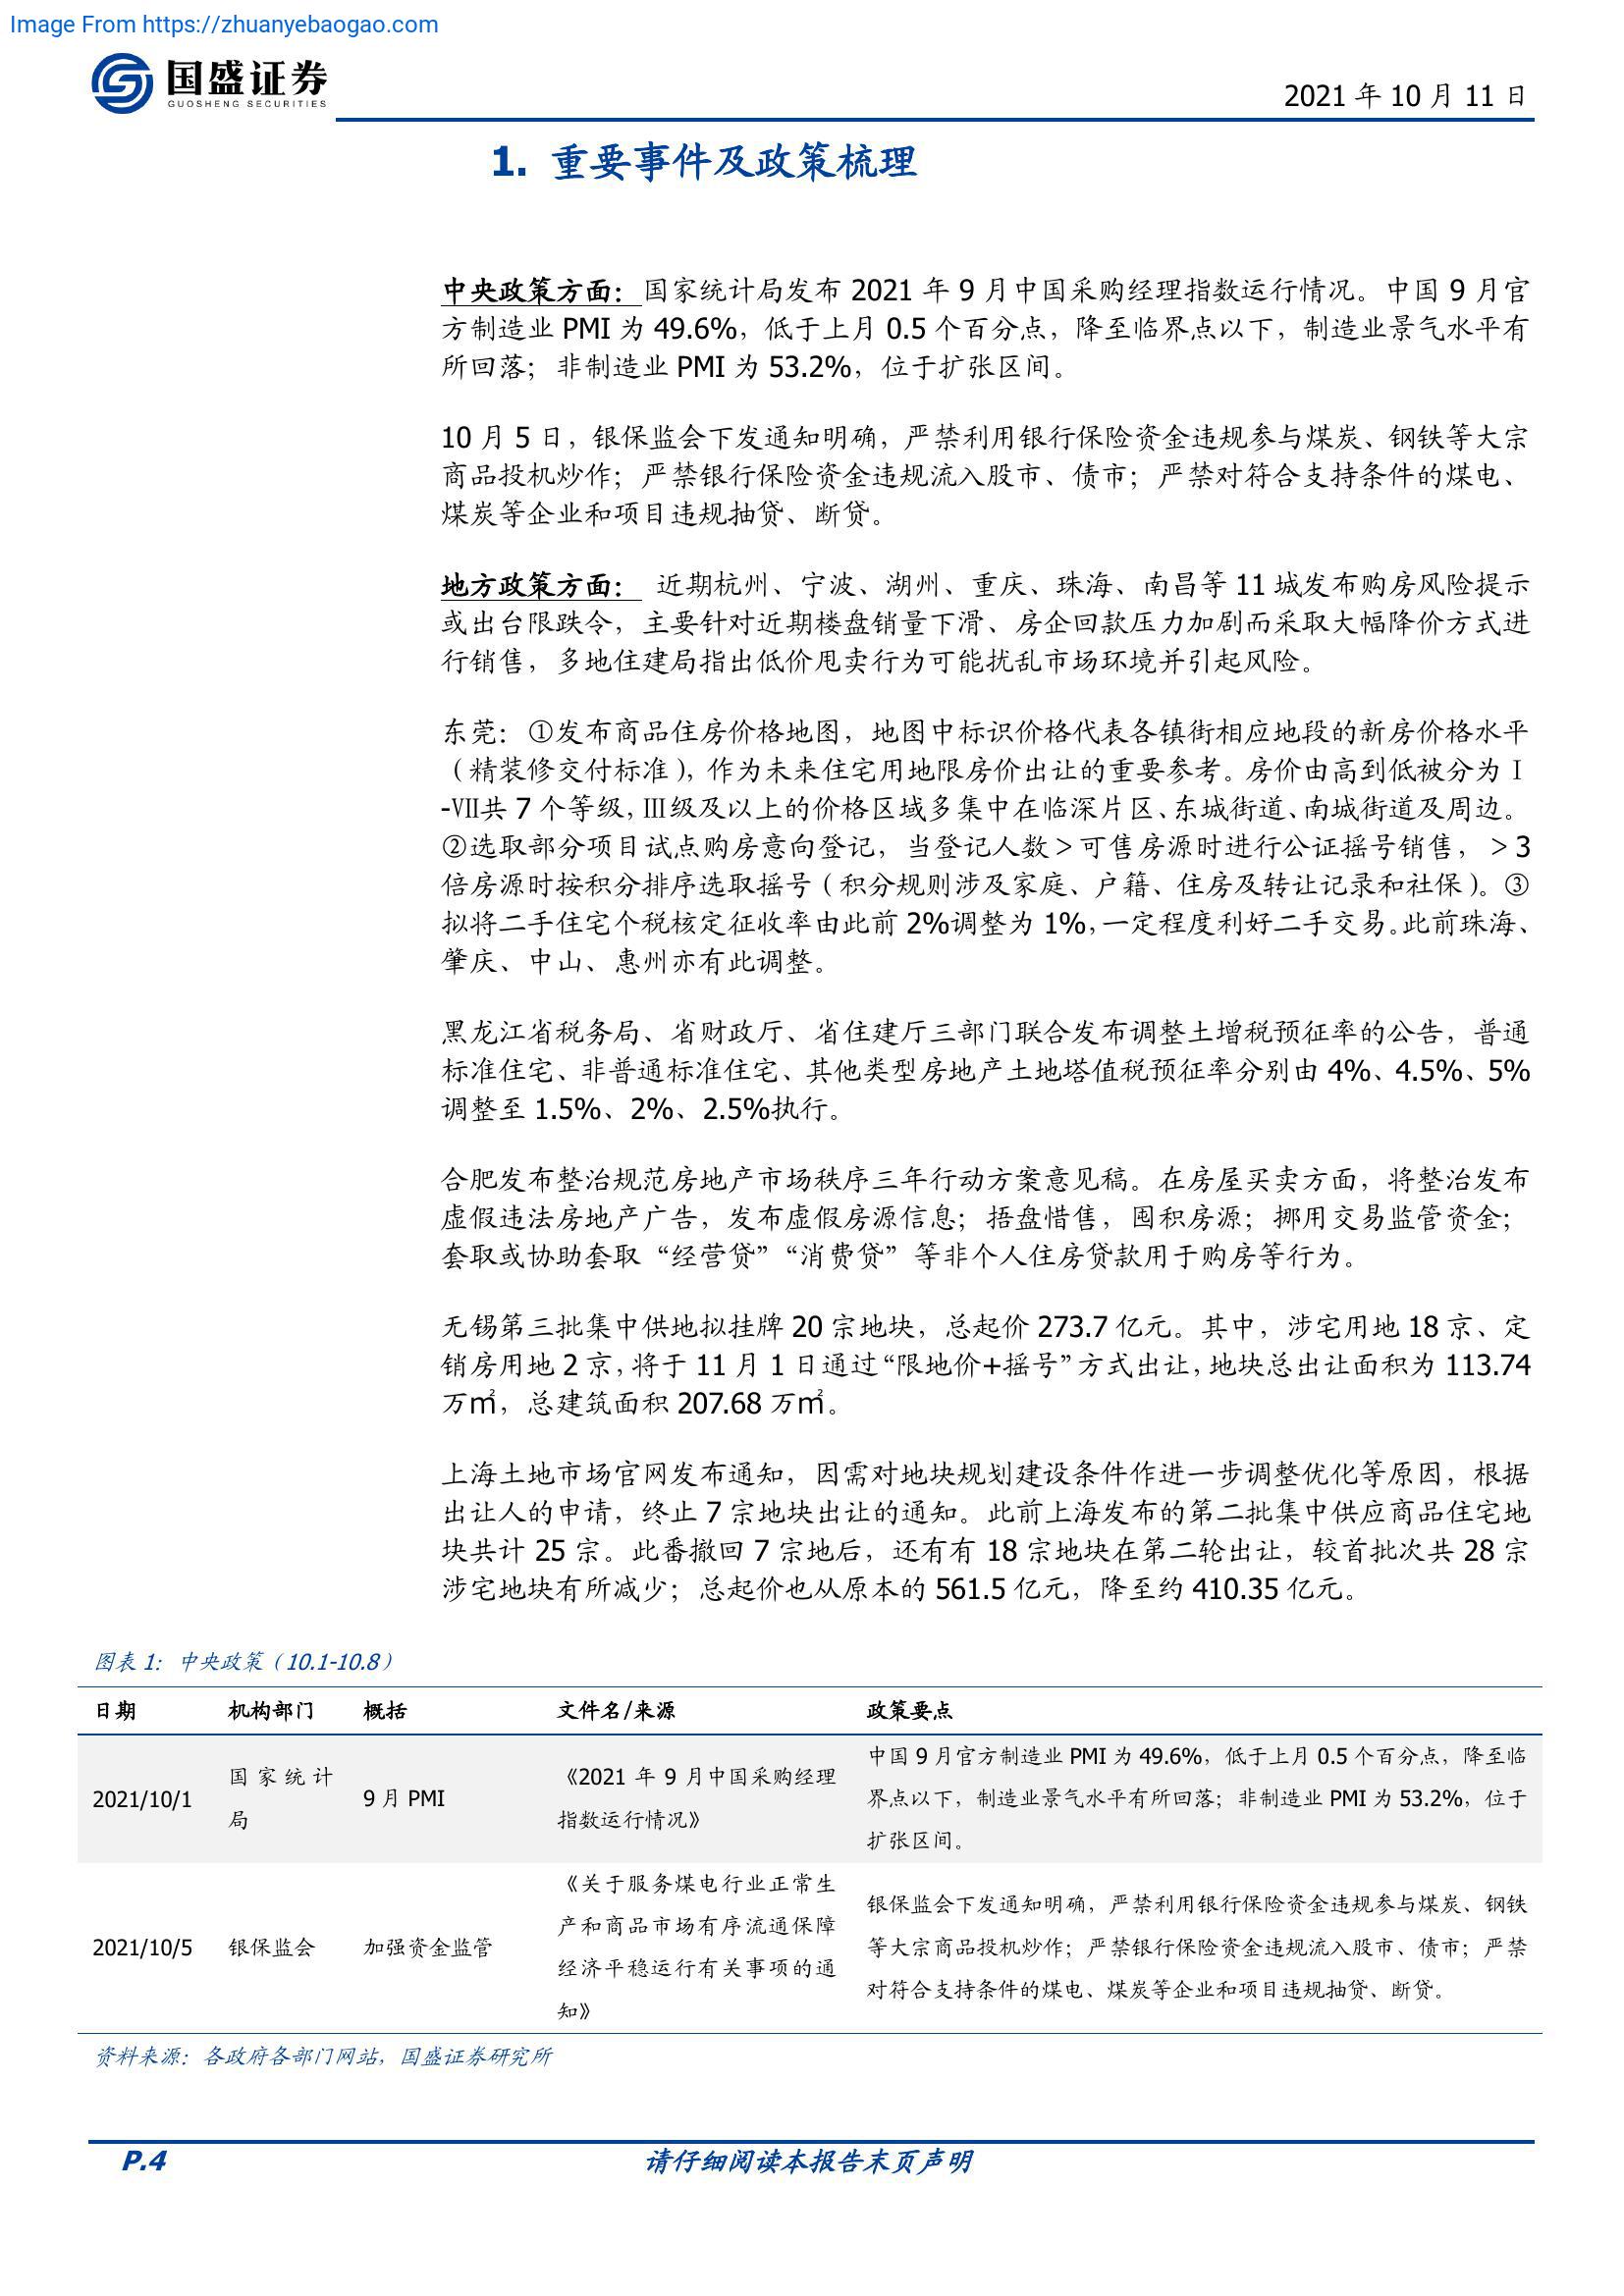 Image From https://zhuanyebaogao.com
国盛证券
GUOSHENG SECURITIES
2021 年 10 月 11 日
1. 重要事件及政策梳理
中央政策方面：国家统计局发布 2021 年 9 月中国采购经理指数运行情况。中国 9 月官
方制造业 PMI 为 49.6%，低于上月 0.5 个百分点，降至临界点以下，制造业景气水平有
所回落；非制造业 PMI 为 53.2%，位于扩张区间。
10 月 5 日，银保监会下发通知明确，严禁利用银行保险资金违规参与煤炭、钢铁等大宗
商品投机炒作；严禁银行保险资金违规流入股市、债市；严禁对符合支持条件的煤电、
煤炭等企业和项目违规抽贷、断贷。
地方政策方面： 近期杭州、宁波、湖州、重庆、珠海、南昌等 11 城发布购房风险提示
或出台限跌令，主要针对近期楼盘销量下滑、房企回款压力加剧而采取大幅降价方式进
行销售，多地住建局指出低价甩卖行为可能扰乱市场环境并引起风险。
东莞：①发布商品住房价格地图，地图中标识价格代表各镇街相应地段的新房价格水平
（精装修交付标准），作为未来住宅用地限房价出让的重要参考。房价由高到低被分为Ⅰ
-Ⅶ共 7 个等级，Ⅲ级及以上的价格区域多集中在临深片区、东城街道、南城街道及周边。
②选取部分项目试点购房意向登记，当登记人数＞可售房源时进行公证摇号销售，＞3
倍房源时按积分排序选取摇号（积分规则涉及家庭、户籍、住房及转让记录和社保）。③
拟将二手住宅个税核定征收率由此前 2%调整为 1%，一定程度利好二手交易。此前珠海、
肇庆、中山、惠州亦有此调整。
黑龙江省税务局、省财政厅、省住建厅三部门联合发布调整土增税预征率的公告，普通
标准住宅、非普通标准住宅、其他类型房地产土地塔值税预征率分别由 4%、4.5%、5%
调整至 1.5%、2%、2.5%执行。
合肥发布整治规范房地产市场秩序三年行动方案意见稿。在房屋买卖方面，将整治发布
虚假违法房地产广告，发布虚假房源信息；捂盘惜售，囤积房源；挪用交易监管资金；
套取或协助套取“经营贷”“消费贷”等非个人住房贷款用于购房等行为。
无锡第三批集中供地拟挂牌 20 宗地块，总起价 273.7 亿元。其中，涉宅用地 18 京、定
销房用地 2 京，将于 11 月 1 日通过“限地价+摇号”方式出让，地块总出让面积为 113.74
万㎡，总建筑面积 207.68 万㎡。
上海土地市场官网发布通知，因需对地块规划建设条件作进一步调整优化等原因，根据
出让人的申请，终止 7 宗地块出让的通知。此前上海发布的第二批集中供应商品住宅地
块共计 25 宗。此番撤回 7 宗地后，还有有 18 宗地块在第二轮出让，较首批次共 28 宗
涉宅地块有所减少；总起价也从原本的 561.5 亿元，降至约 410.35 亿元。
图表 1：中央政策（10.1-10.8）
日期 机构部门 概括 文件名/来源 政策要点
2021/10/1
国家统计
局
9 月 PMI
《2021 年 9 月中国采购经理
指数运行情况》
中国 9 月官方制造业 PMI 为 49.6%，低于上月 0.5 个百分点，降至临
界点以下，制造业景气水平有所回落；非制造业 PMI 为 53.2%，位于
扩张区间。
2021/10/5
银保监会
加强资金监管
《关于服务煤电行业正常生
产和商品市场有序流通保障
经济平稳运行有关事项的通
知》
银保监会下发通知明确，严禁利用银行保险资金违规参与煤炭、钢铁
等大宗商品投机炒作；严禁银行保险资金违规流入股市、债市；严禁
对符合支持条件的煤电、煤炭等企业和项目违规抽贷、断贷。
资料来源：各政府各部门网站，国盛证券研究所
P.4
请仔细阅读本报告末页声明